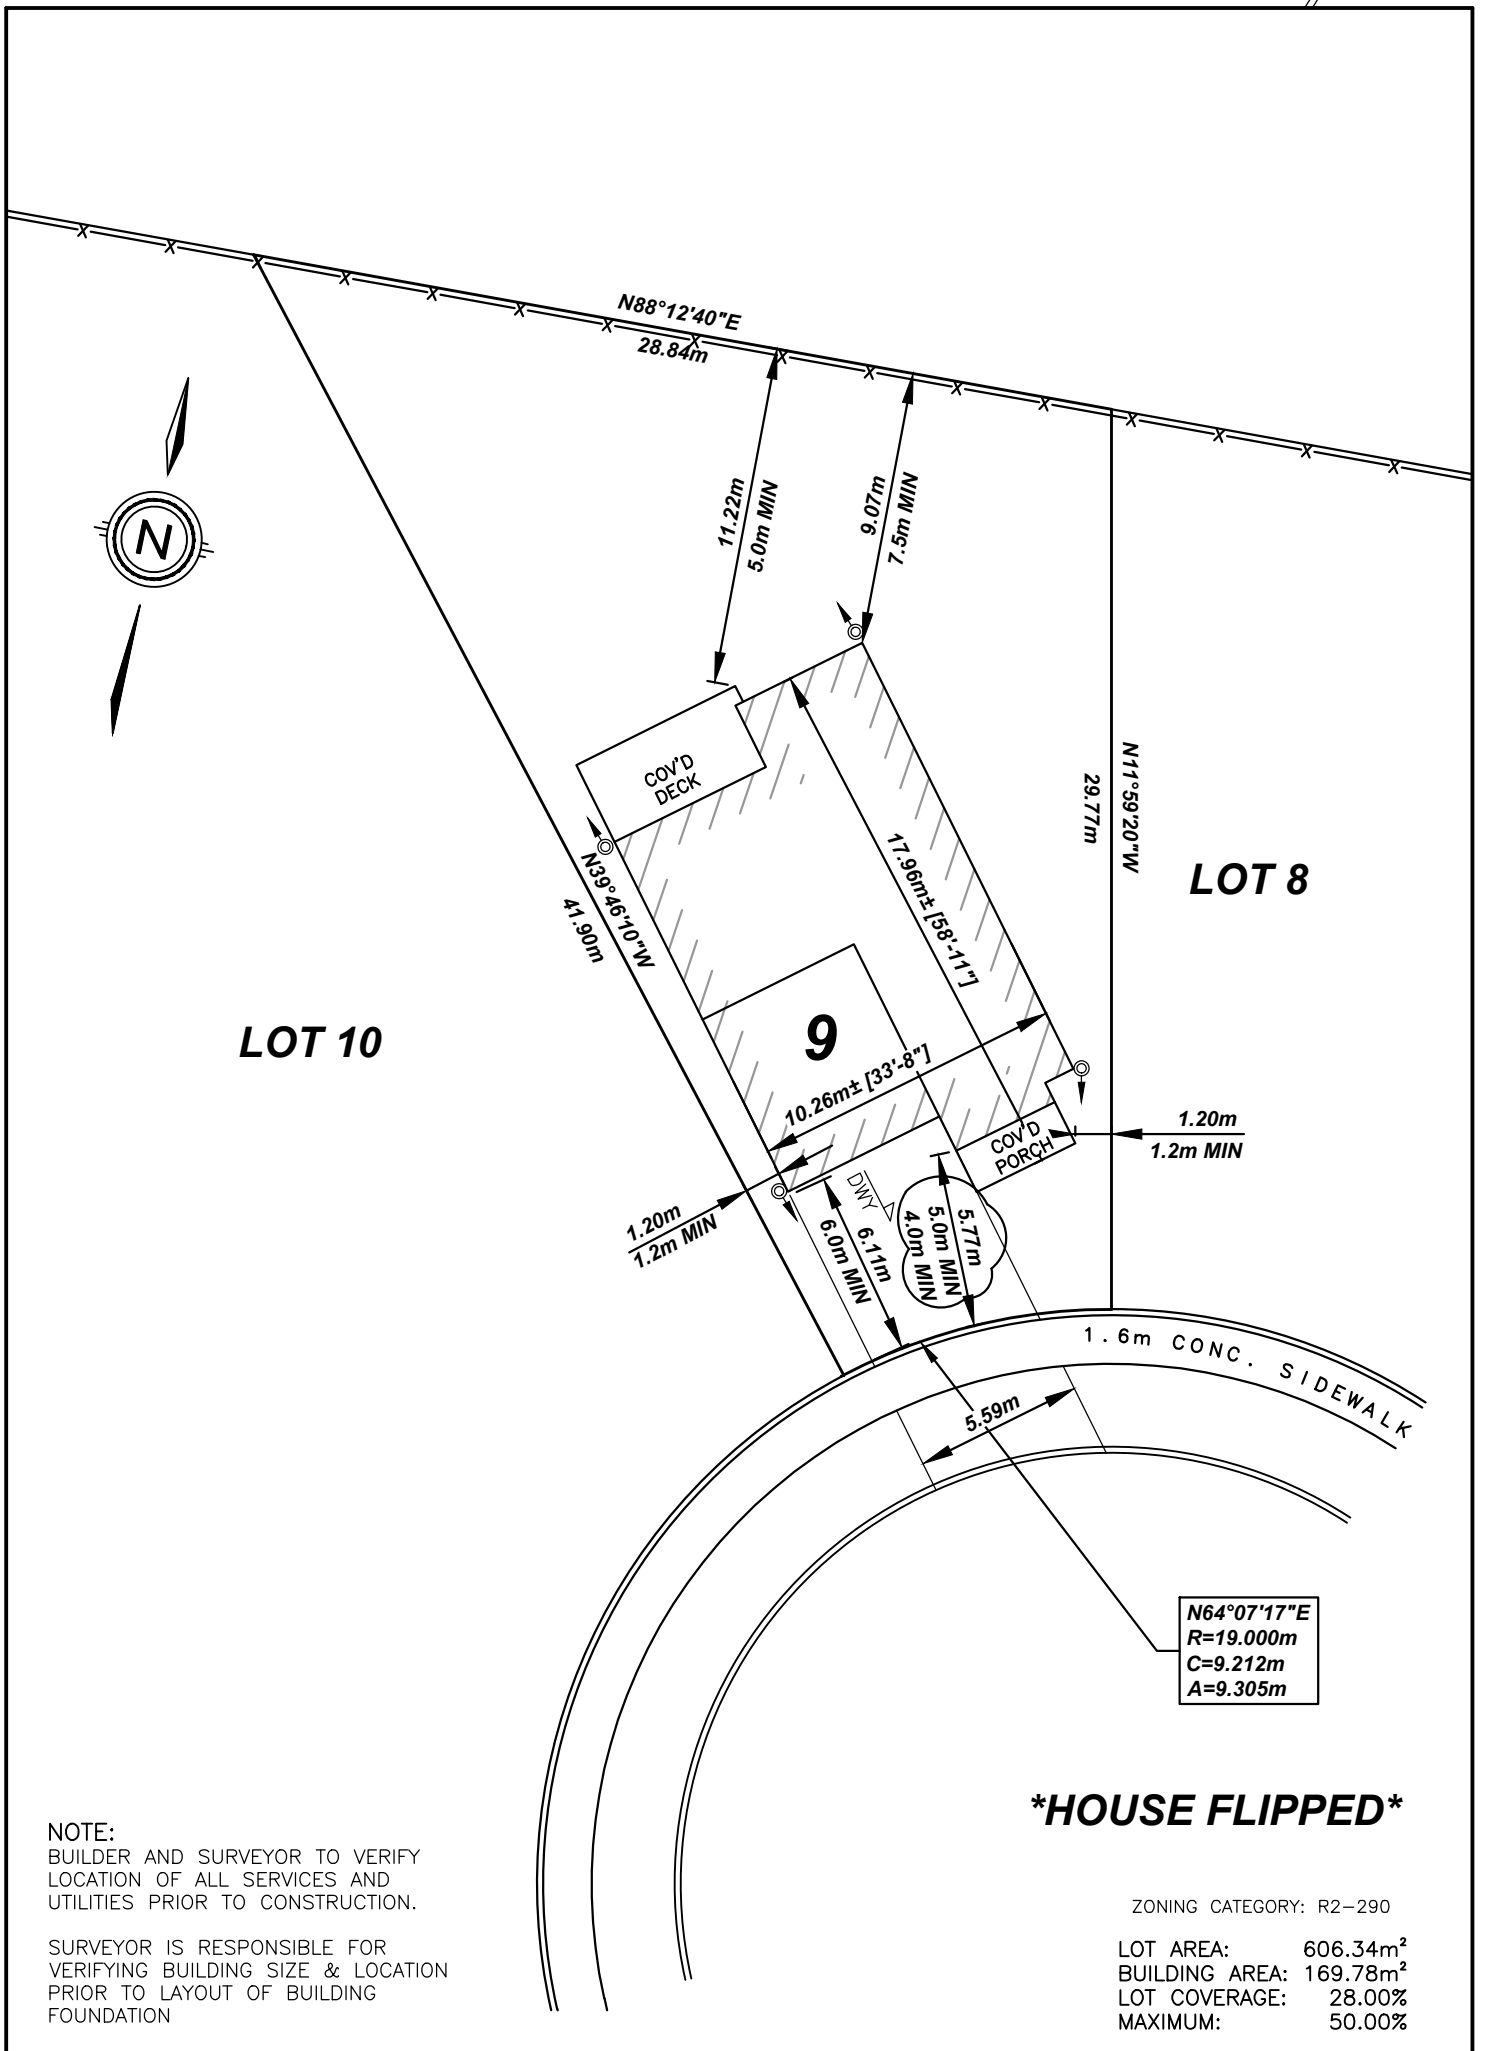 N88°12'40"E
28.84m
N
11.22m
5.0m MIN
9.07m
7.5m MIN
COV'D
DECK
N11°59'20"W
29.77m
LOT 8
N39°46'10"W
41.90m
17.96m± [58'-11"]
LOT 10
9
10.26m± [33'-8"]
COV'D
PORCH
1.20m
1.2m MIN
1.20m
1.2m MIN
DWY
6.11m
6.0m MIN
5.77m
5.0m MIN
4.0m MIN
1.6m CONC. SIDEWALK
5.59m
N64°07'17"E
R=19.000m
C=9.212m
A=9.305m
*HOUSE FLIPPED*
NOTE:
BUILDER AND SURVEYOR TO VERIFY
LOCATION OF ALL SERVICES AND
UTILITIES PRIOR TO CONSTRUCTION.
SURVEYOR IS RESPONSIBLE FOR
VERIFYING BUILDING SIZE & LOCATION
PRIOR TO LAYOUT OF BUILDING
FOUNDATION
ZONING CATEGORY: R2-290
LOT AREA: 606.34m²
BUILDING AREA: 169.78m²
LOT COVERAGE: 28.00%
MAXIMUM: 50.00%